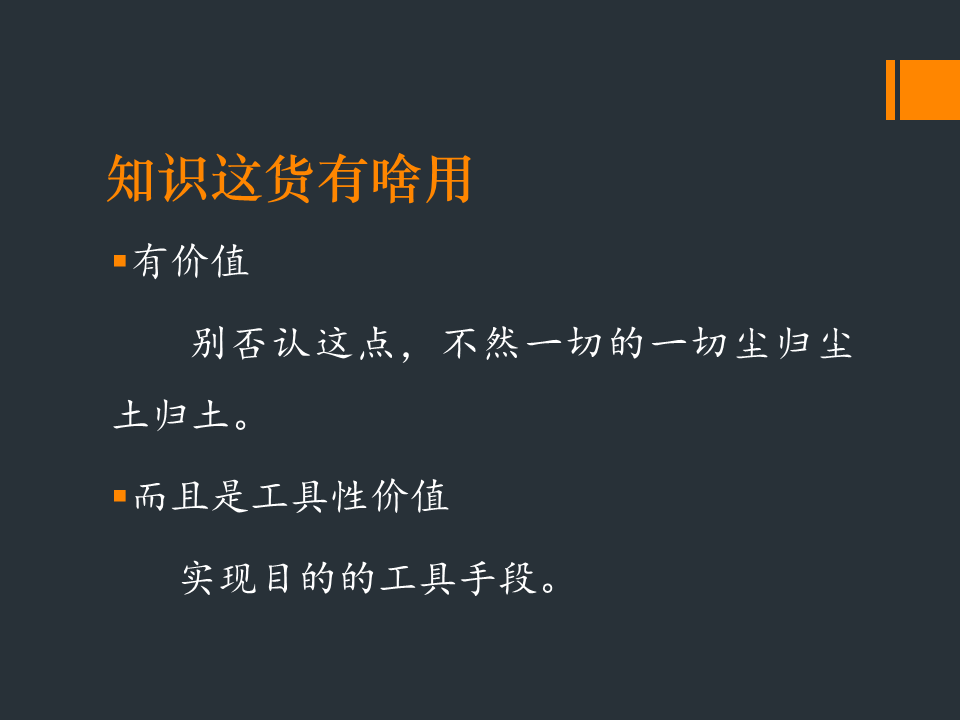 知识这货有啥用
有价值
别否认这点，不然一切的一切尘归尘
土归土。
而且是工具性价值
实现目的的工具手段。